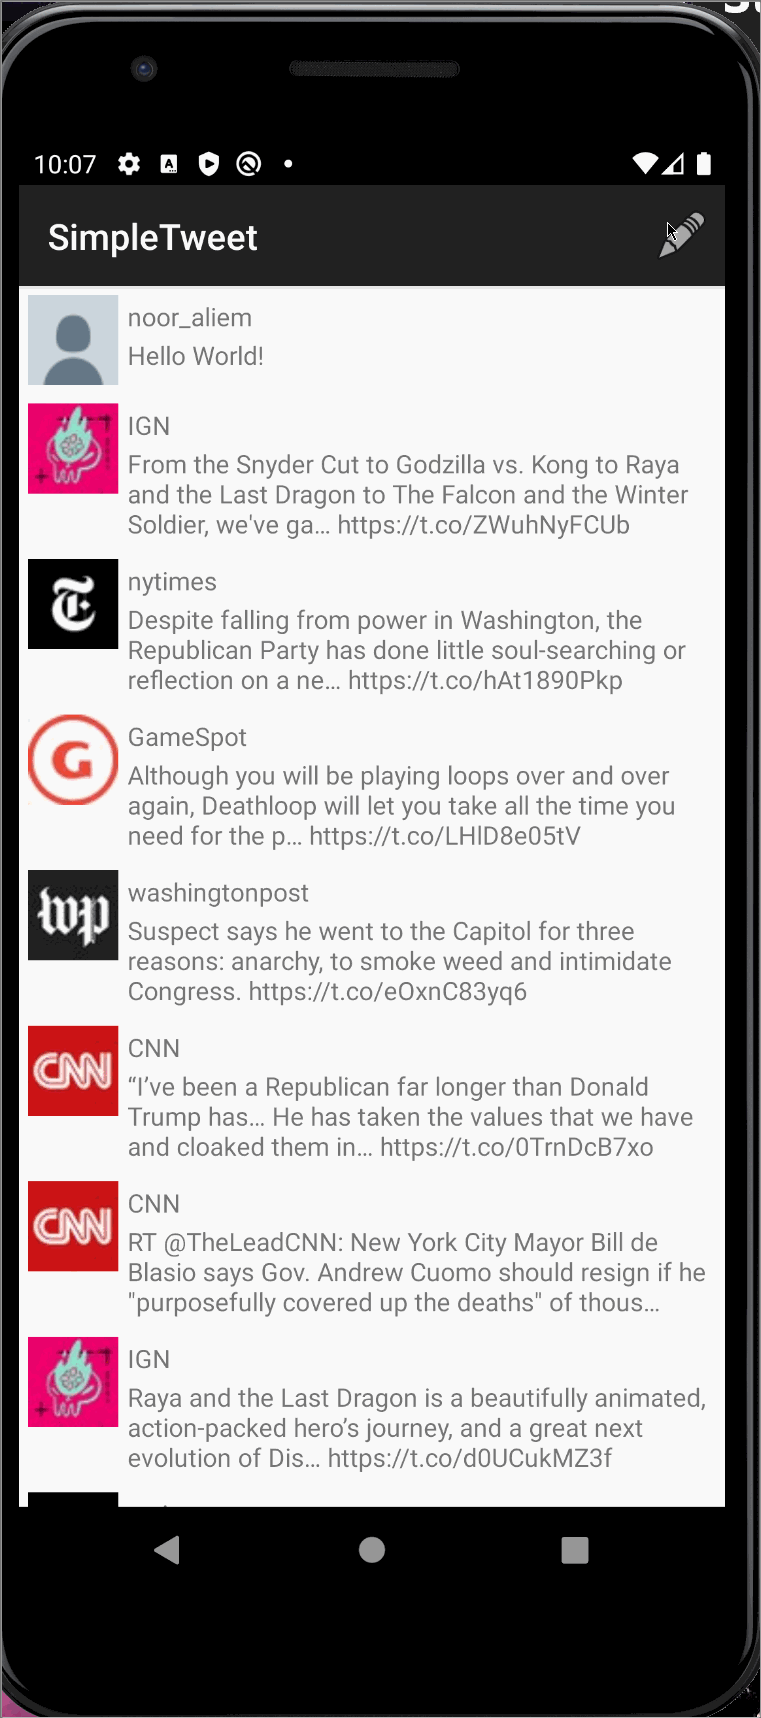 10:07
SimpleTweet
noor_aliem
Hello World!
IGN
From the Snyder Cut to Godzilla vs. Kong to Raya
and the Last Dragon to The Falcon and the Winter
Soldier, we've ga… https://t.co/ZWuhNyFCUb
nytimes
Despite falling from power in Washington, the
Republican Party has done little soul-searching or
reflection on a ne… https://t.co/hAt1890Pkp
GameSpot
Although you will be playing loops over and over
again, Deathloop will let you take all the time you
need for the p… https://t.co/LHlD8e05tV
wp
washingtonpost
Suspect says he went to the Capitol for three
reasons: anarchy, to smoke weed and intimidate
Congress. https://t.co/eOxnC83yq6
CNN
CNN
“I’ve been a Republican far longer than Donald
Trump has… He has taken the values that we have
and cloaked them in… https://t.co/0TrnDcB7xo
CNN
CNN
RT @TheLeadCNN: New York City Mayor Bill de
Blasio says Gov. Andrew Cuomo should resign if he
"purposefully covered up the deaths" of thous…
IGN
Raya and the Last Dragon is a beautifully animated,
action-packed hero’s journey, and a great next
evolution of Dis… https://t.co/d0UCukMZ3f